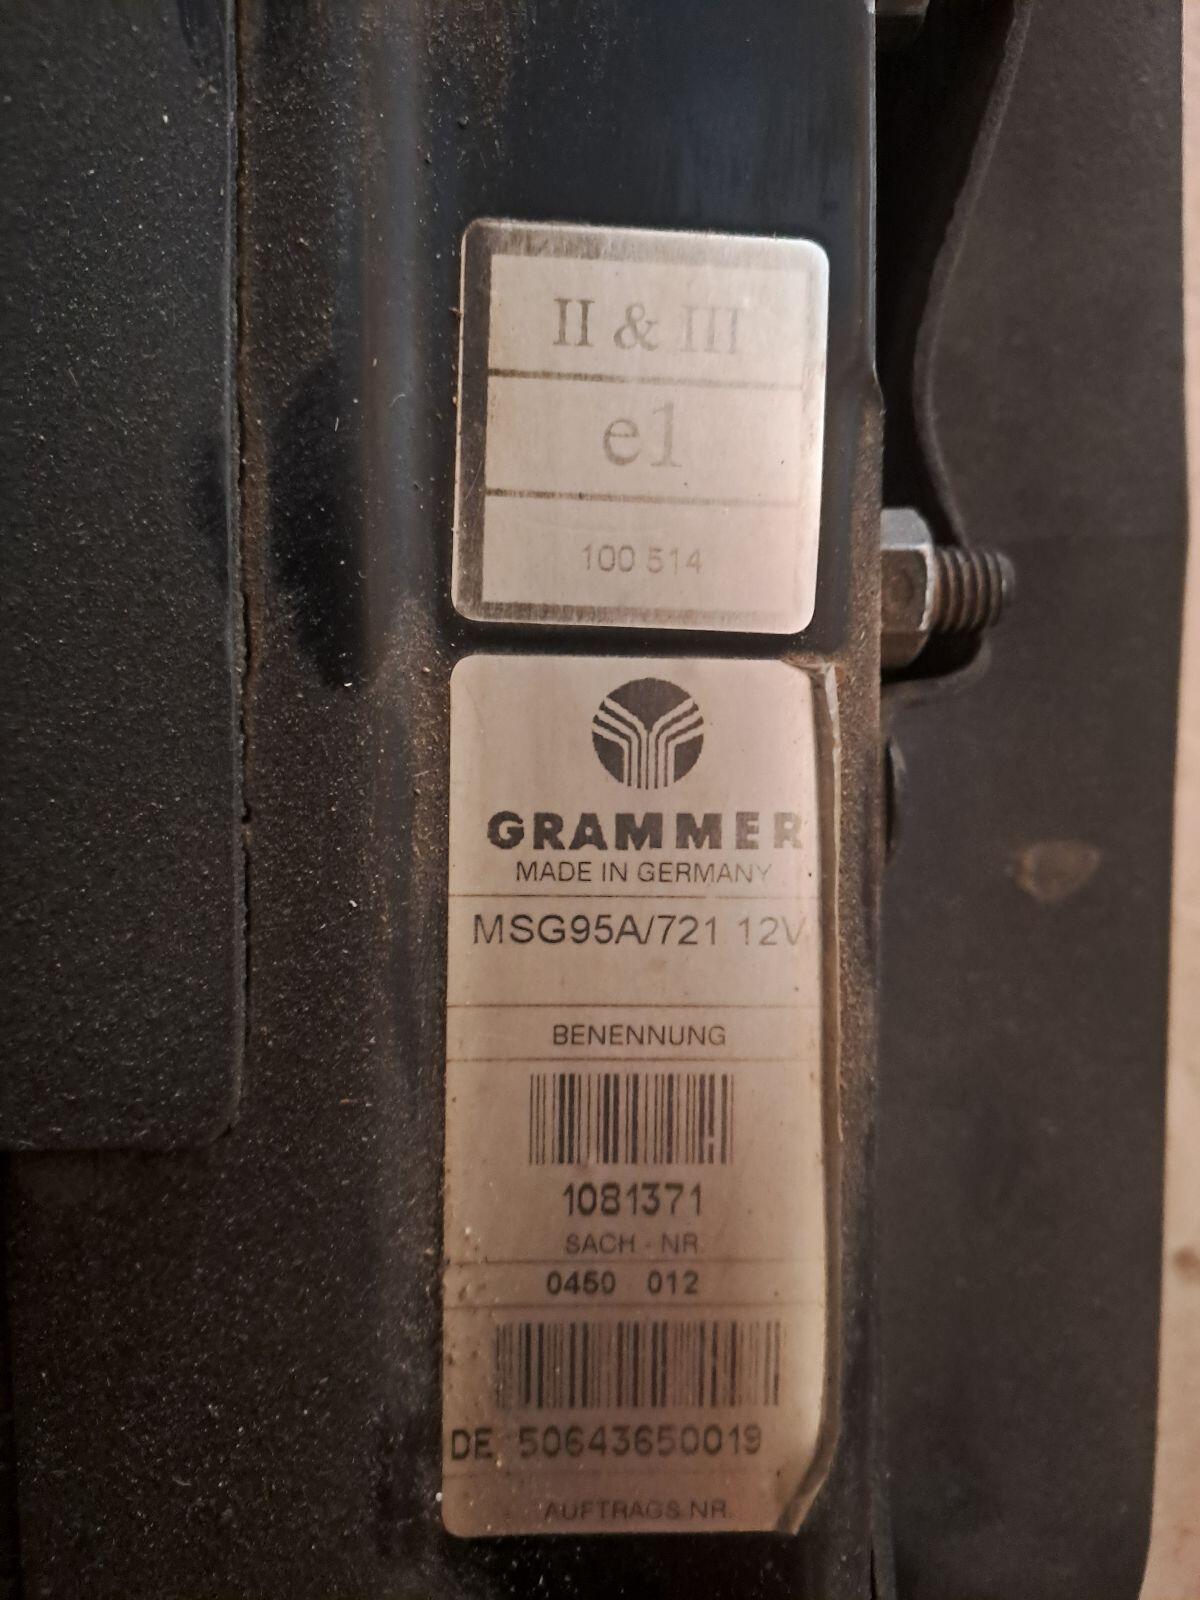 II & III
e1
100 514
GRAMMER
MADE IN GERMANY
MSG95A/721 12V
BENENNUNG
1081371
SACH - NR
0450 012
DE 50643650019
AUFTRAGS.NR.